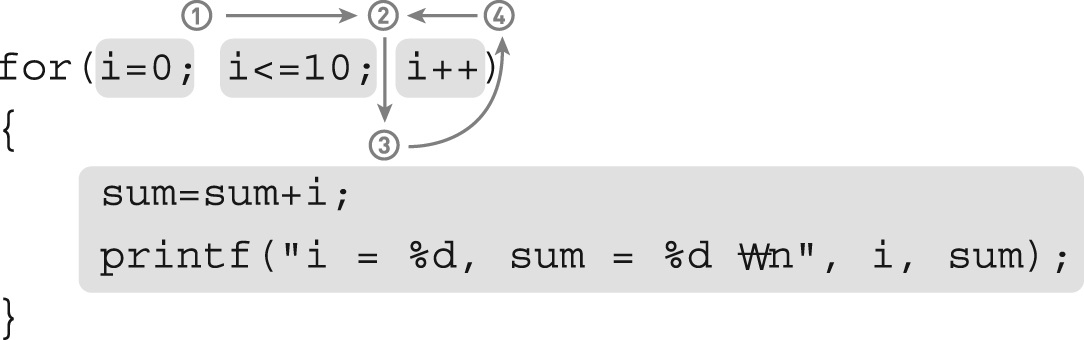 ① ② ④
for(i=0; i<=10; i++)
{
③
sum=sum+i;
printf("i = %d, sum = %d ₩n", i, sum);
}